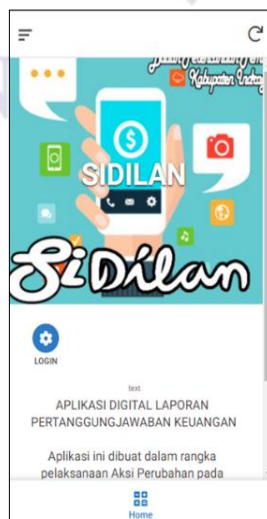 Kabupaten
SIDILAN
SiDilan
LOGIN
text
APLIKASI DIGITAL LAPORAN
PERTANGGUNGJAWABAN KEUANGAN
Aplikasi ini dibuat dalam rangka
pelaksanaan Aksi Perubahan pada
Home